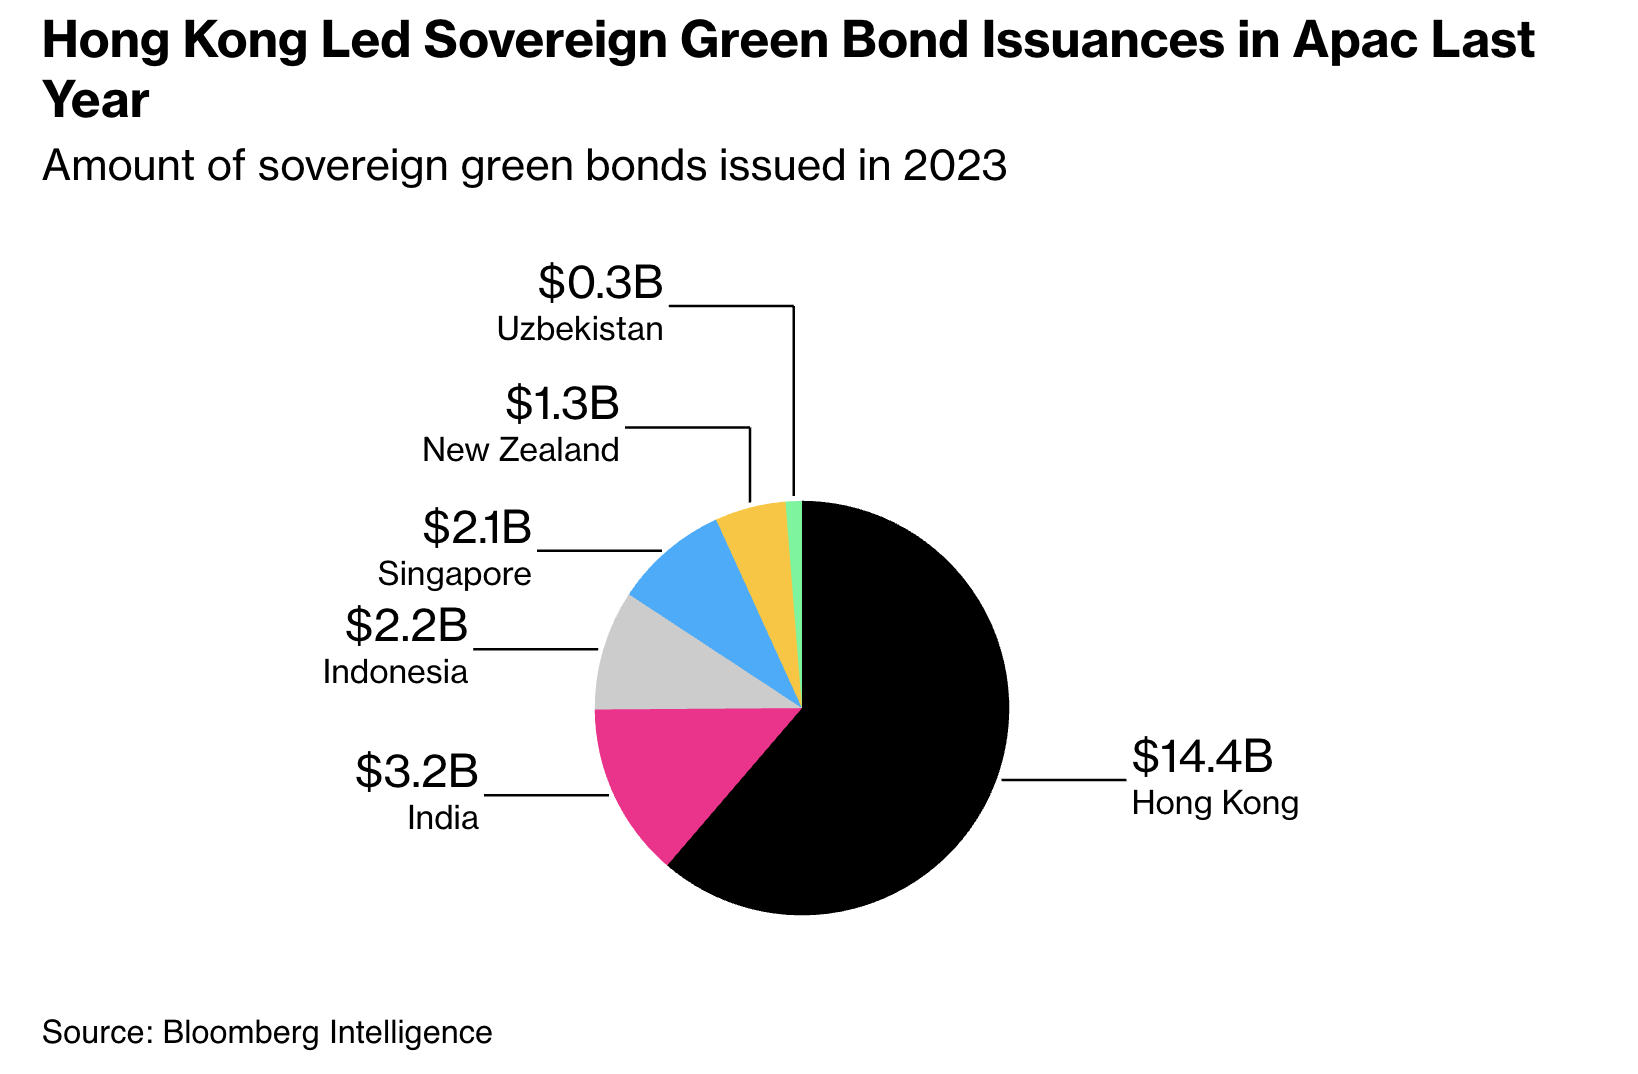 Hong Kong Led Sovereign Green Bond Issuances in Apac Last
Year
Amount of sovereign green bonds issued in 2023
$0.3B
Uzbekistan
$1.3B
New Zealand
$2.1B
Singapore
$2.2B
Indonesia
$3.2B
India
$14.4B
Hong Kong
Source: Bloomberg Intelligence